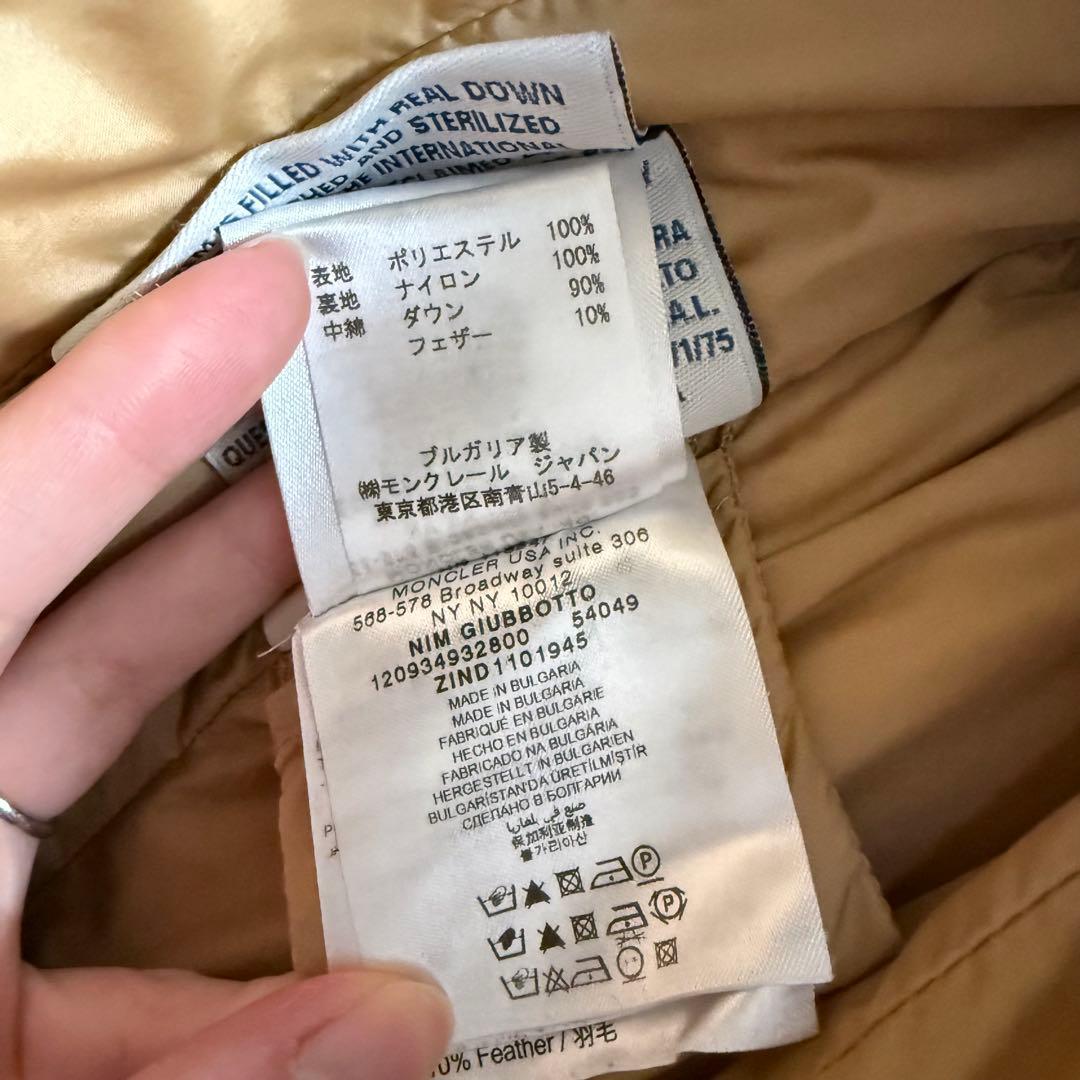 FILLED WITH REAL DOWN
AND STERILIZED
INTERNATIONAL
RA
TO
A.L.
/1/75
QUE
表地 ポリエステル 100%
裏地 ナイロン 100%
中綿 ダウン 90%
フェザー 10%
ブルガリア製
㈱モンクレール ジャパン
東京都港区南青山5-4-46
MONCLER USA INC.
568-578 Broadway suite 306
NY NY 10012
NIM GIUBBOTTO
120934932800 54049
ZIND1101945
MADE IN BULGARIA
MADE IN BULGARIA
FABRIQUÉ EN BULGARIE
HECHO EN BULGARIA
FABRICADO NA BULGÁRIA
HERGESTELLT IN BULGARIEN
BULGARİSTAN'DA ÜRETİLMİŞTİR
СДЕЛАНО В БОЛГАРИИ
صنع في بلغاريا
保加利亚制造
불가리아산
P
P
0% Feather / 羽毛